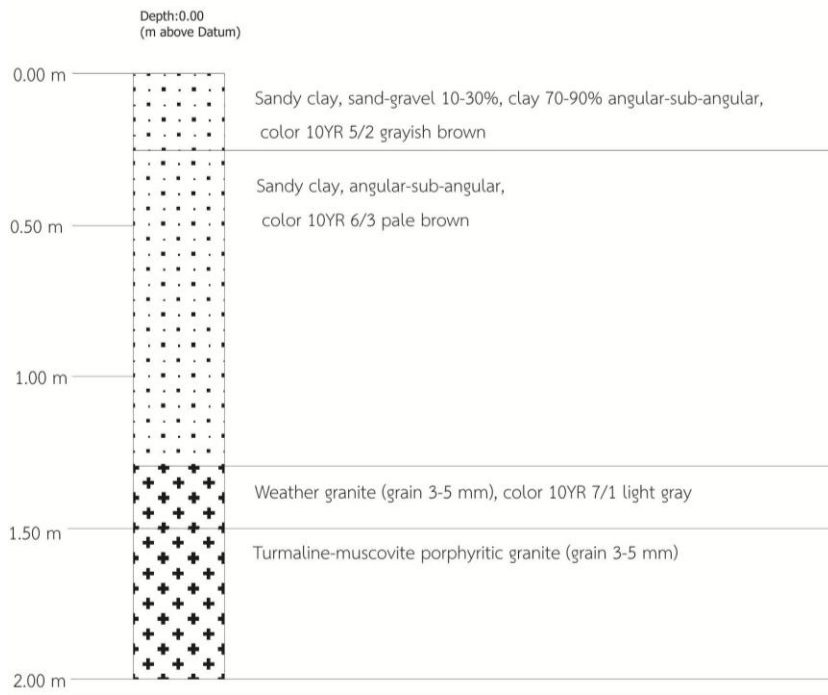 Depth:0.00
(m above Datum)
0.00 m
Sandy clay, sand-gravel 10-30%, clay 70-90% angular-sub-angular,
color 10YR 5/2 grayish brown
Sandy clay, angular-sub-angular,
color 10YR 6/3 pale brown
0.50 m
1.00 m
Weather granite (grain 3-5 mm), color 10YR 7/1 light gray
1.50 m
Turmaline-muscovite porphyritic granite (grain 3-5 mm)
2.00 m